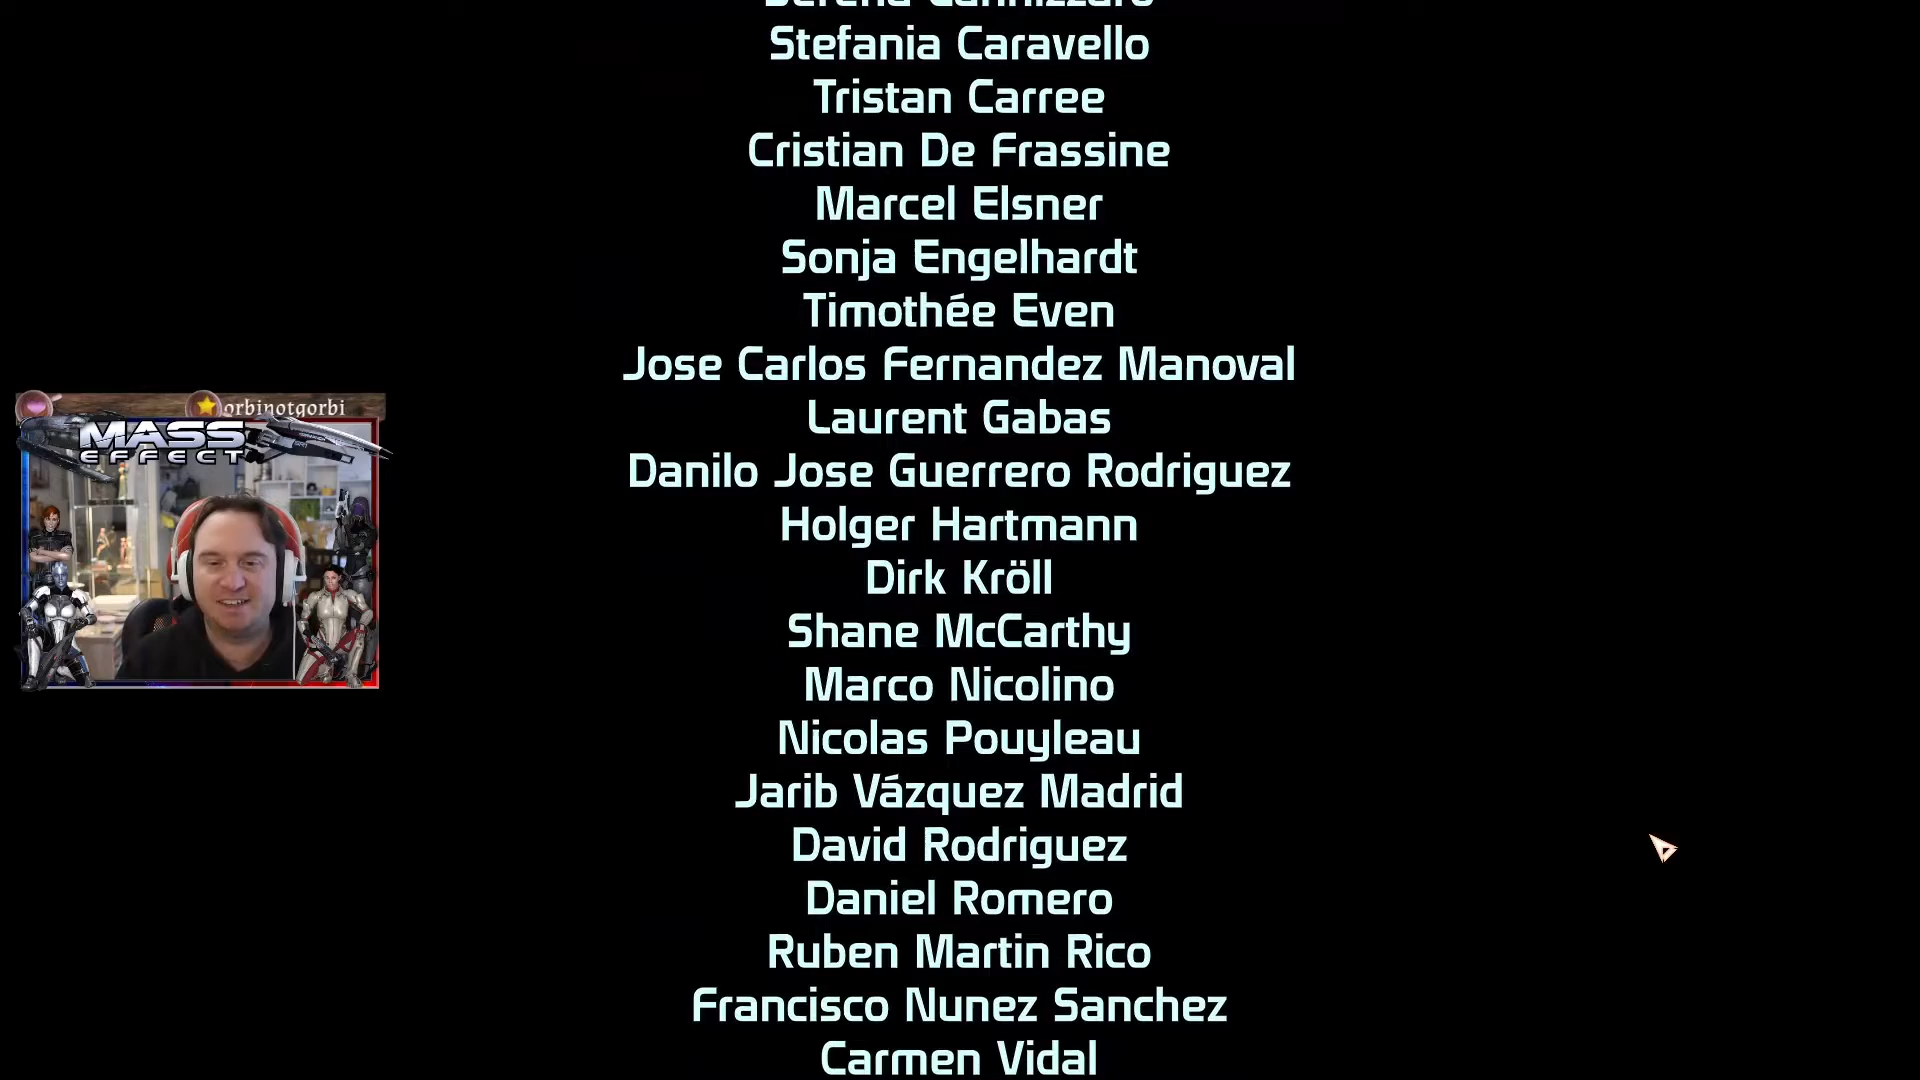 Stefania Caravello
Tristan Carree
Cristian De Frassine
Marcel Elsner
Sonja Engelhardt
Timothée Even
Jose Carlos Fernandez Manoval
Laurent Gabas
Danilo Jose Guerrero Rodriguez
Holger Hartmann
Dirk Kröll
Shane McCarthy
Marco Nicolino
Nicolas Pouyleau
Jarib Vázquez Madrid
David Rodriguez
Daniel Romero
Ruben Martin Rico
Francisco Nunez Sanchez
Carmen Vidal
orbinotgorbi
MASS
EFFECT